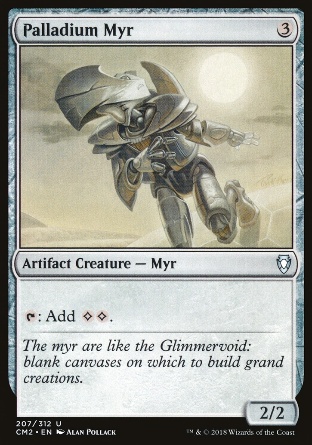 Palladium Myr 3
Artifact Creature — Myr
: Add .
The myr are like the Glimmervoid:
blank canvases on which to build grand
creations.
2/2
207/312 U
CM2 • EN Alan Pollack
™ & © 2018 Wizards of the Coast